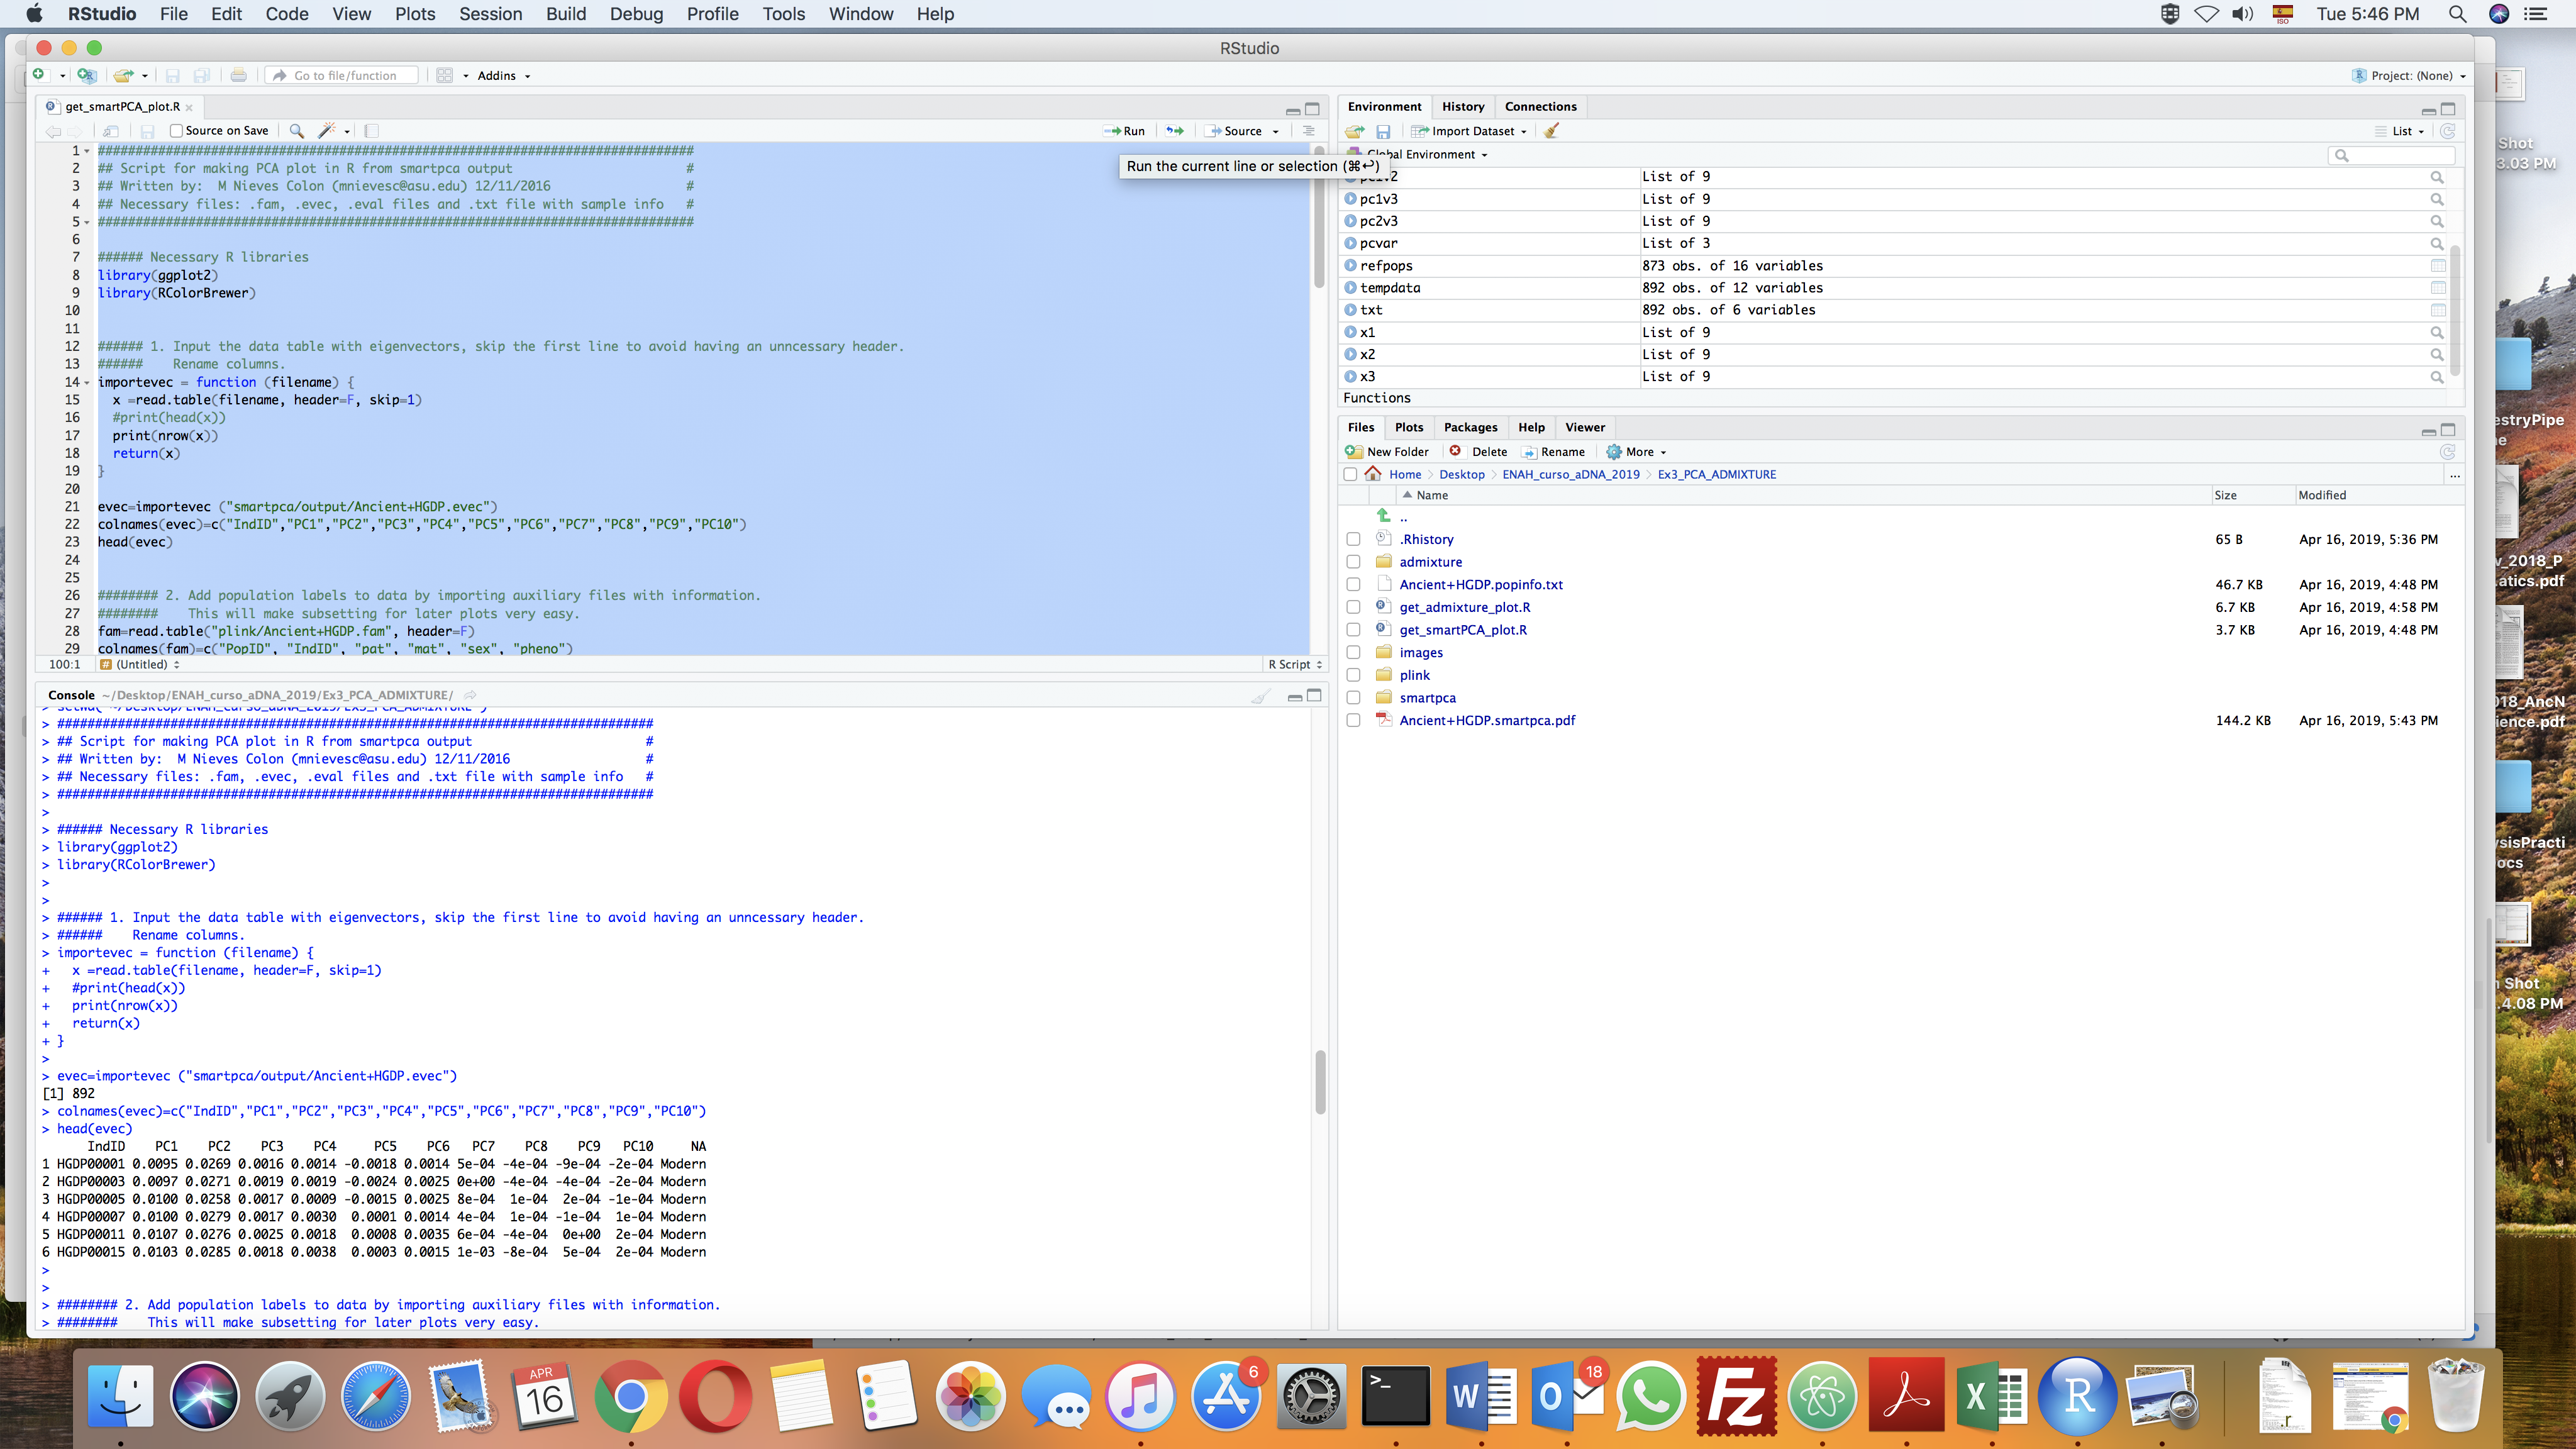 RStudio File Edit Code View Plots Session Build Debug Profile Tools Window Help
ISO
Tue 5:46 PM
RStudio
Go to file/function
Addins
Project: (None)
get_smartPCA_plot.R
Source on Save
Run
Source
1 ###############################################################################
2 ## Script for making PCA plot in R from smartpca output #
3 ## Written by: M Nieves Colon (mnievesc@asu.edu) 12/11/2016 #
4 ## Necessary files: .fam, .evec, .eval files and .txt file with sample info #
5 ###############################################################################
6
7 ###### Necessary R libraries
8 library(ggplot2)
9 library(RColorBrewer)
10
11
12 ###### 1. Input the data table with eigenvectors, skip the first line to avoid having an unncessary header.
13 ###### Rename columns.
14 importevec = function (filename) {
15 x =read.table(filename, header=F, skip=1)
16 #print(head(x))
17 print(nrow(x))
18 return(x)
19 }
20
21 evec=importevec ("smartpca/output/Ancient+HGDP.evec")
22 colnames(evec)=c("IndID","PC1","PC2","PC3","PC4","PC5","PC6","PC7","PC8","PC9","PC10")
23 head(evec)
24
25
26 ######## 2. Add population labels to data by importing auxiliary files with information.
27 ######## This will make subsetting for later plots very easy.
28 fam=read.table("plink/Ancient+HGDP.fam", header=F)
29 colnames(fam)=c("PopID", "IndID", "pat", "mat", "sex", "pheno")
100:1 # (Untitled)
R Script
Run the current line or selection (⌘↩)
Console ~/Desktop/ENAH_curso_aDNA_2019/Ex3_PCA_ADMIXTURE/
> setwd("~/Desktop/ENAH_curso_aDNA_2019/Ex3_PCA_ADMIXTURE")
> ###############################################################################
> ## Script for making PCA plot in R from smartpca output #
> ## Written by: M Nieves Colon (mnievesc@asu.edu) 12/11/2016 #
> ## Necessary files: .fam, .evec, .eval files and .txt file with sample info #
> ###############################################################################
>
> ###### Necessary R libraries
> library(ggplot2)
> library(RColorBrewer)
>
>
> ###### 1. Input the data table with eigenvectors, skip the first line to avoid having an unncessary header.
> ###### Rename columns.
> importevec = function (filename) {
+ x =read.table(filename, header=F, skip=1)
+ #print(head(x))
+ print(nrow(x))
+ return(x)
+ }
>
> evec=importevec ("smartpca/output/Ancient+HGDP.evec")
[1] 892
> colnames(evec)=c("IndID","PC1","PC2","PC3","PC4","PC5","PC6","PC7","PC8","PC9","PC10")
> head(evec)
IndID PC1 PC2 PC3 PC4 PC5 PC6 PC7 PC8 PC9 PC10 NA
1 HGDP00001 0.0095 0.0269 0.0016 0.0014 -0.0018 0.0014 5e-04 -4e-04 -9e-04 -2e-04 Modern
2 HGDP00003 0.0097 0.0271 0.0019 0.0019 -0.0024 0.0025 0e+00 -4e-04 -4e-04 -2e-04 Modern
3 HGDP00005 0.0100 0.0258 0.0017 0.0009 -0.0015 0.0025 8e-04 1e-04 2e-04 -1e-04 Modern
4 HGDP00007 0.0100 0.0279 0.0017 0.0030 0.0001 0.0014 4e-04 1e-04 -1e-04 1e-04 Modern
5 HGDP00011 0.0107 0.0276 0.0025 0.0018 0.0008 0.0035 6e-04 -4e-04 0e+00 2e-04 Modern
6 HGDP00015 0.0103 0.0285 0.0018 0.0038 0.0003 0.0015 1e-03 -8e-04 5e-04 2e-04 Modern
>
>
> ######## 2. Add population labels to data by importing auxiliary files with information.
> ######## This will make subsetting for later plots very easy.
Environment History Connections
Import Dataset
List
Global Environment
pc1v2 List of 9
pc1v3 List of 9
pc2v3 List of 9
pcvar List of 3
refpops 873 obs. of 16 variables
tempdata 892 obs. of 12 variables
txt 892 obs. of 6 variables
x1 List of 9
x2 List of 9
x3 List of 9
Functions
Files Plots Packages Help Viewer
New Folder Delete Rename More
Home Desktop ENAH_curso_aDNA_2019 Ex3_PCA_ADMIXTURE ...
Name Size Modified
..
.Rhistory 65 B Apr 16, 2019, 5:36 PM
admixture
Ancient+HGDP.popinfo.txt 46.7 KB Apr 16, 2019, 4:48 PM
get_admixture_plot.R 6.7 KB Apr 16, 2019, 4:58 PM
get_smartPCA_plot.R 3.7 KB Apr 16, 2019, 4:48 PM
images
plink
smartpca
Ancient+HGDP.smartpca.pdf 144.2 KB Apr 16, 2019, 5:43 PM
Shot
3.03 PM
estryPipe
ne
v_2018_P
atics.pdf
018_AncN
ience.pdf
ysisPracti
ocs
n Shot
.4.08 PM
APR
16
6
>_
W
O
18
Fz
X
R
.r